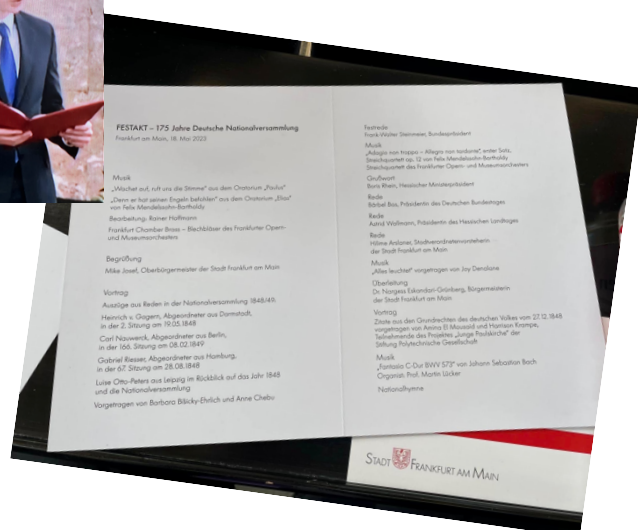 FESTAKT – 175 Jahre Deutsche Nationalversammlung
Frankfurt am Main, 18. Mai 2023
Musik
„Wachet auf, ruft uns die Stimme“ aus dem Oratorium „Paulus“
„Denn er hat seinen Engeln befohlen“ aus dem Oratorium „Elias“
von Felix Mendelssohn-Bartholdy
Bearbeitung: Rainer Hoffmann
Frankfurt Chamber Brass – Blechbläser des Frankfurter Opern-
und Museumsorchesters
Begrüßung
Mike Josef, Oberbürgermeister der Stadt Frankfurt am Main
Vortrag
Auszüge aus Reden in der Nationalversammlung 1848/49.
Heinrich v. Gagern, Abgeordneter aus Darmstadt,
in der 2. Sitzung am 19.05.1848
Carl Nauwerck, Abgeordneter aus Berlin,
in der 166. Sitzung am 08.02.1849
Gabriel Riesser, Abgeordneter aus Homburg,
in der 67. Sitzung am 28.08.1848
Luise Otto-Peters aus Leipzig im Rückblick auf das Jahr 1848
und die Nationalversammlung
Vorgetragen von Barbara Bišický-Ehrlich und Anne Chebu
Festrede
Frank-Walter Steinmeier, Bundespräsident
Musik
„Adagio non troppo – Allegro non tardante“, erster Satz,
Streichquartett op. 12 von Felix Mendelssohn-Bartholdy
Streichquartett des Frankfurter Opern- und Museumsorchesters
Grußwort
Boris Rhein, Hessischer Ministerpräsident
Rede
Bärbel Bas, Präsidentin des Deutschen Bundestages
Rede
Astrid Wallmann, Präsidentin des Hessischen Landtages
Rede
Hilime Arslaner, Stadtverordnetenvorsteherin
der Stadt Frankfurt am Main
Musik
„Alles leuchtet“ vorgetragen von Joy Denalane
Überleitung
Dr. Nargess Eskandari-Grünberg, Bürgermeisterin
der Stadt Frankfurt am Main
Vortrag
Zitate aus den Grundrechten des deutschen Volkes vom 27.12.1848
vorgetragen von Amina El Moussaid und Harrison Krampe,
Teilnehmende des Projektes „Junge Paulskirche“ der
Stiftung Polytechnische Gesellschaft
Musik
„Fantasia C-Dur BWV 573“ von Johann Sebastian Bach
Organist: Prof. Martin Lücker
Nationalhymne
STADT FRANKFURT AM MAIN